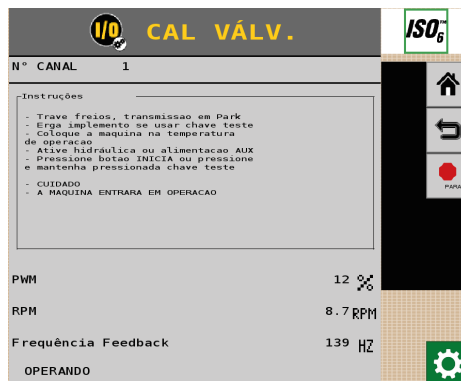 I/O CAL VÁLV.
ISO6
N° CANAL 1
Instruções
- Trave freios, transmissao em Park
- Erga implemento se usar chave teste
- Coloque a maquina na temperatura
de operacao
- Ative hidráulica ou alimentacao AUX
- Pressione botao INICIA ou pressione
e mantenha pressionada chave teste
- CUIDADO
- A MAQUINA ENTRARA EM OPERACAO
PARA
PWM 12 %
RPM 8.7 RPM
Frequência Feedback 139 HZ
OPERANDO